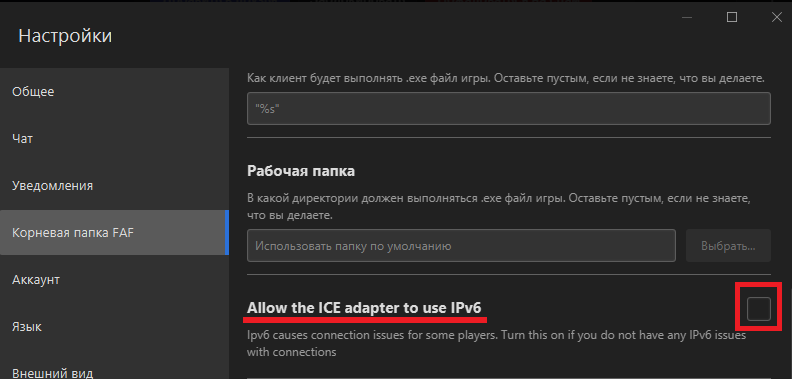 Настройки
Общее
Чат
Уведомления
Корневая папка FAF
Аккаунт
Язык
Внешний вид
Как клиент будет выполнять .exe файл игры. Оставьте пустым, если не знаете, что вы делаете.
"%s"
Рабочая папка
В какой директории должен выполняться .exe файл игры. Оставьте пустым, если не знаете,
что вы делаете.
Использовать папку по умолчанию
Выбрать...
Allow the ICE adapter to use IPv6
Ipv6 causes connection issues for some players. Turn this on if you do not have any IPv6 issues
with connections